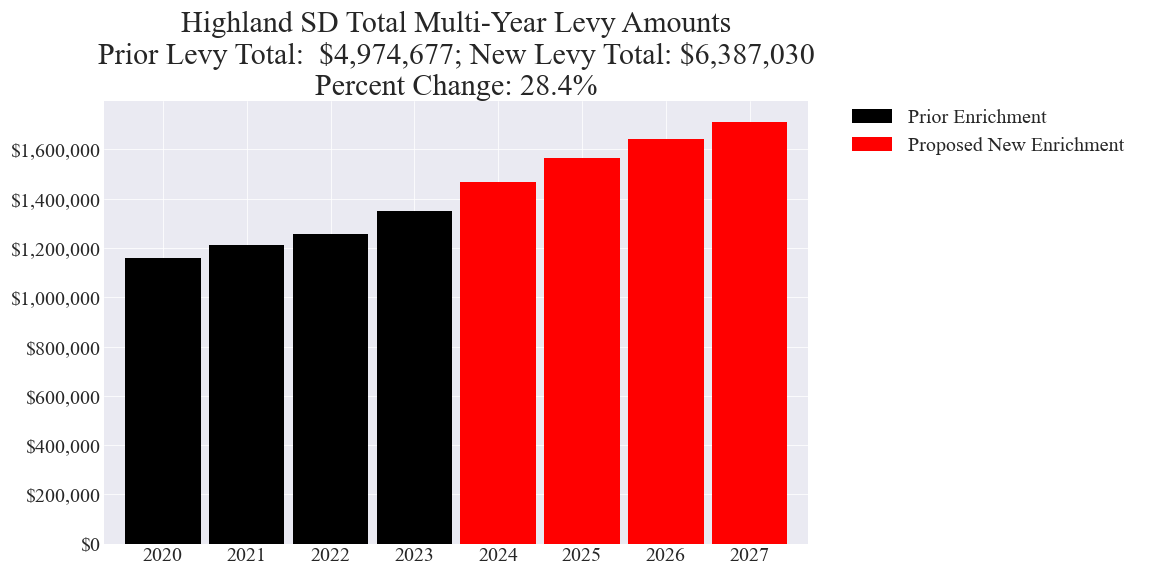 Highland SD Total Multi-Year Levy Amounts
Prior Levy Total:  $4,974,677; New Levy Total: $6,387,030
Percent Change: 28.4%
Prior Enrichment
Proposed New Enrichment
$1,600,000
$1,400,000
$1,200,000
$1,000,000
$800,000
$600,000
$400,000
$200,000
$0
2020 2021 2022 2023 2024 2025 2026 2027